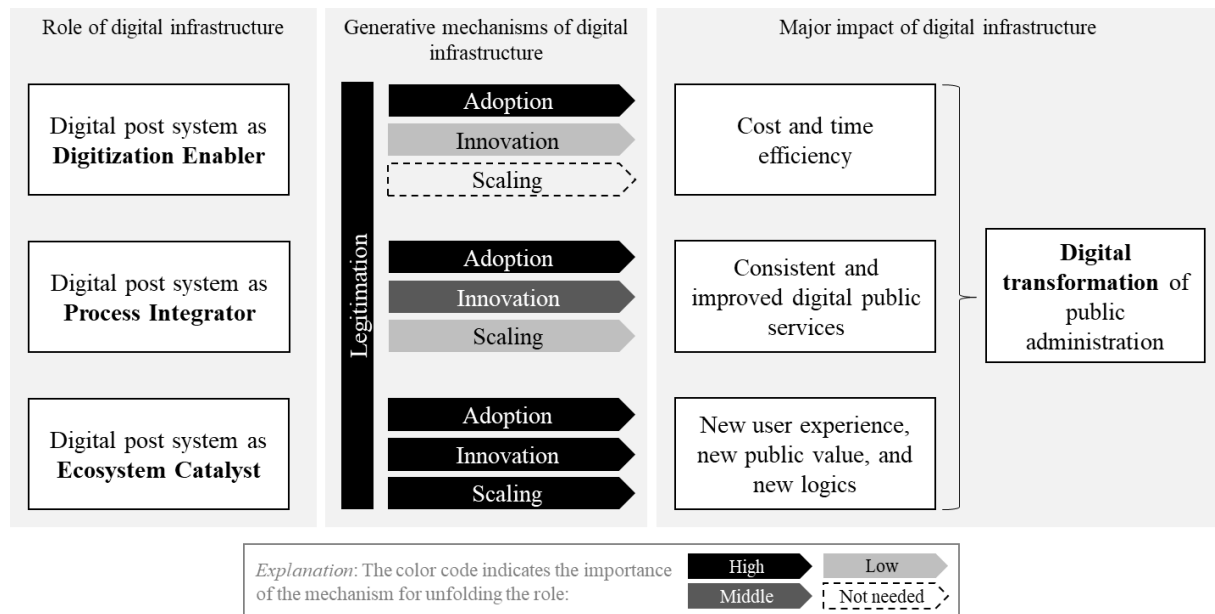 Role of digital infrastructure
Generative mechanisms of digital
infrastructure
Major impact of digital infrastructure
Digital post system as
Digitization Enabler
Legitimation
Adoption
Innovation
Scaling
Cost and time
efficiency
Digital post system as
Process Integrator
Adoption
Innovation
Scaling
Consistent and
improved digital public
services
Digital
transformation of
public
administration
Digital post system as
Ecosystem Catalyst
Adoption
Innovation
Scaling
New user experience,
new public value, and
new logics
Explanation: The color code indicates the importance
of the mechanism for unfolding the role:
High
Low
Middle
Not needed